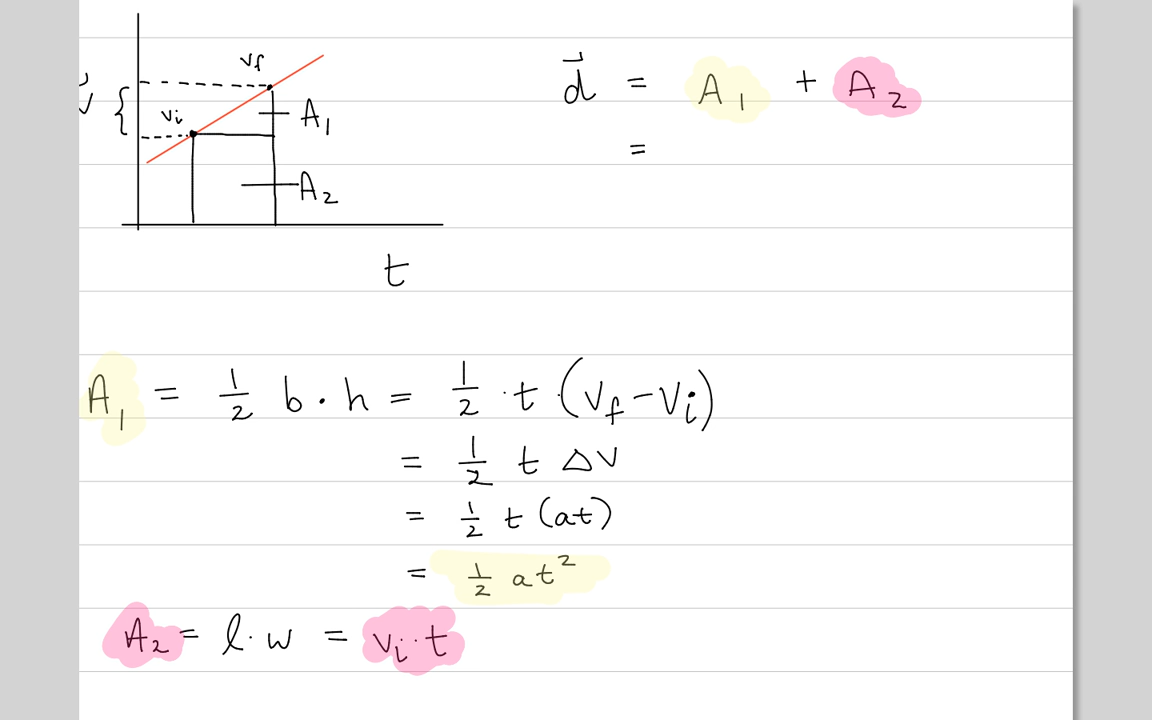 v⃗
vf
vi
A₁
A₂
t
d⃗ = A₁ + A₂
=
A₁ = ½ b · h = ½ · t (vf − vi)
= ½ t Δv
= ½ t (at)
= ½ at²
A₂ = l · w = vi · t